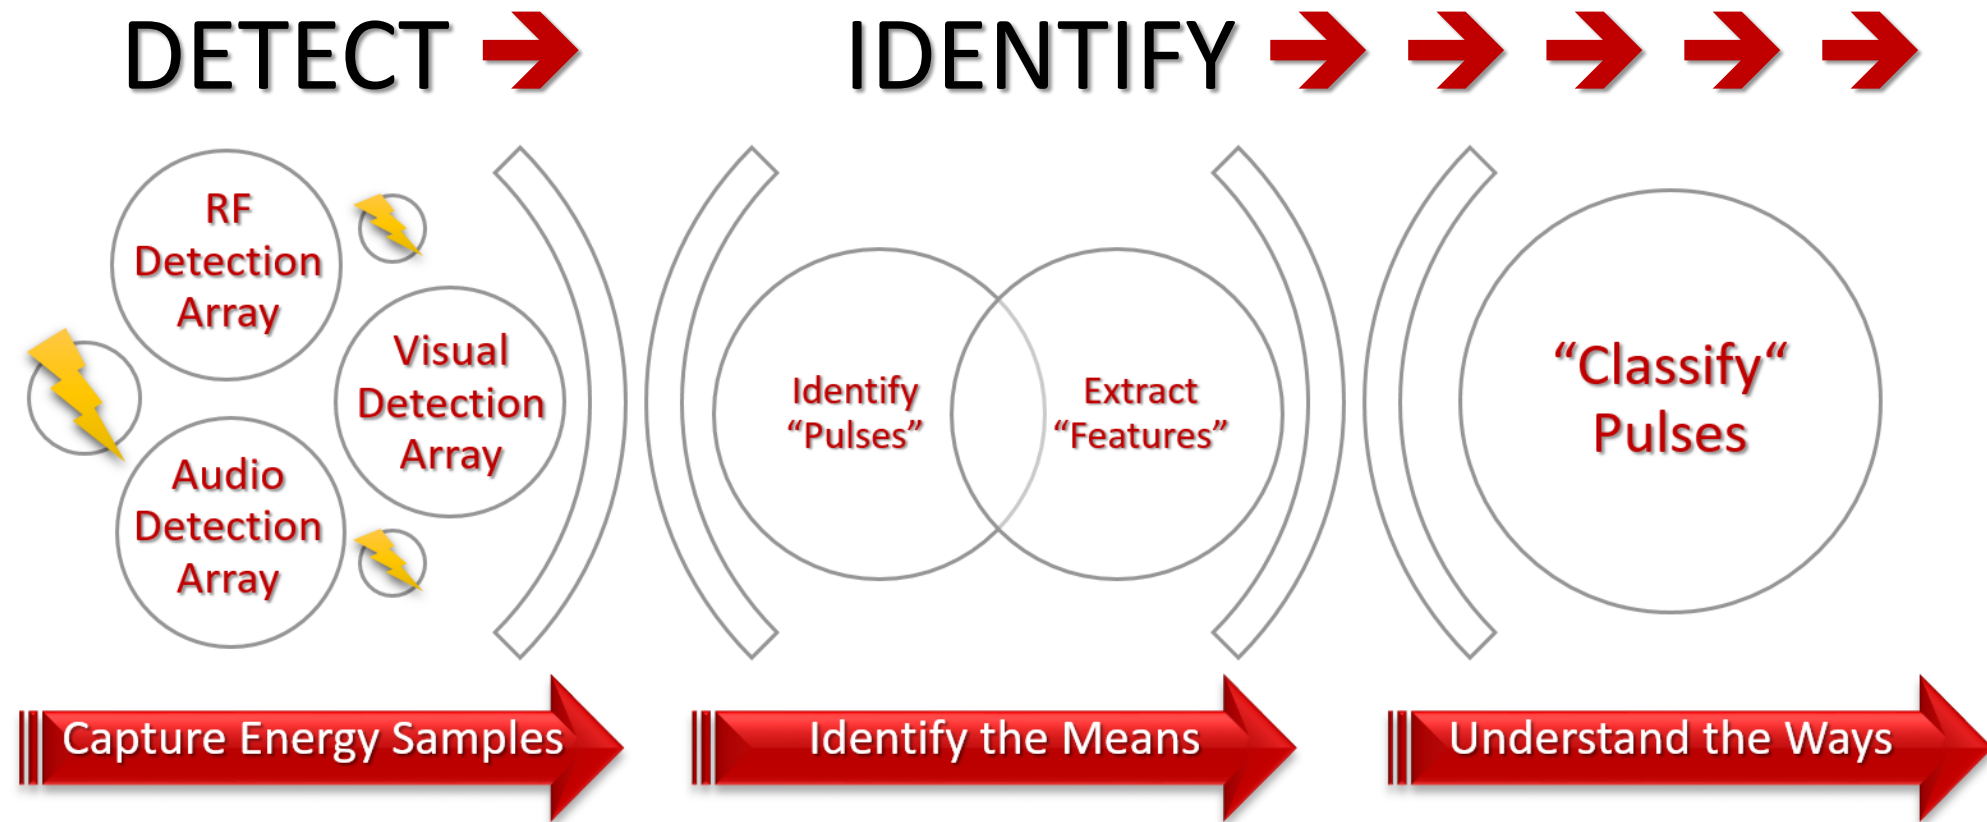 DETECT
IDENTIFY
RF
Detection
Array
Visual
Detection
Array
Audio
Detection
Array
Identify
“Pulses”
Extract
“Features”
“Classify“
Pulses
Capture Energy Samples
Identify the Means
Understand the Ways